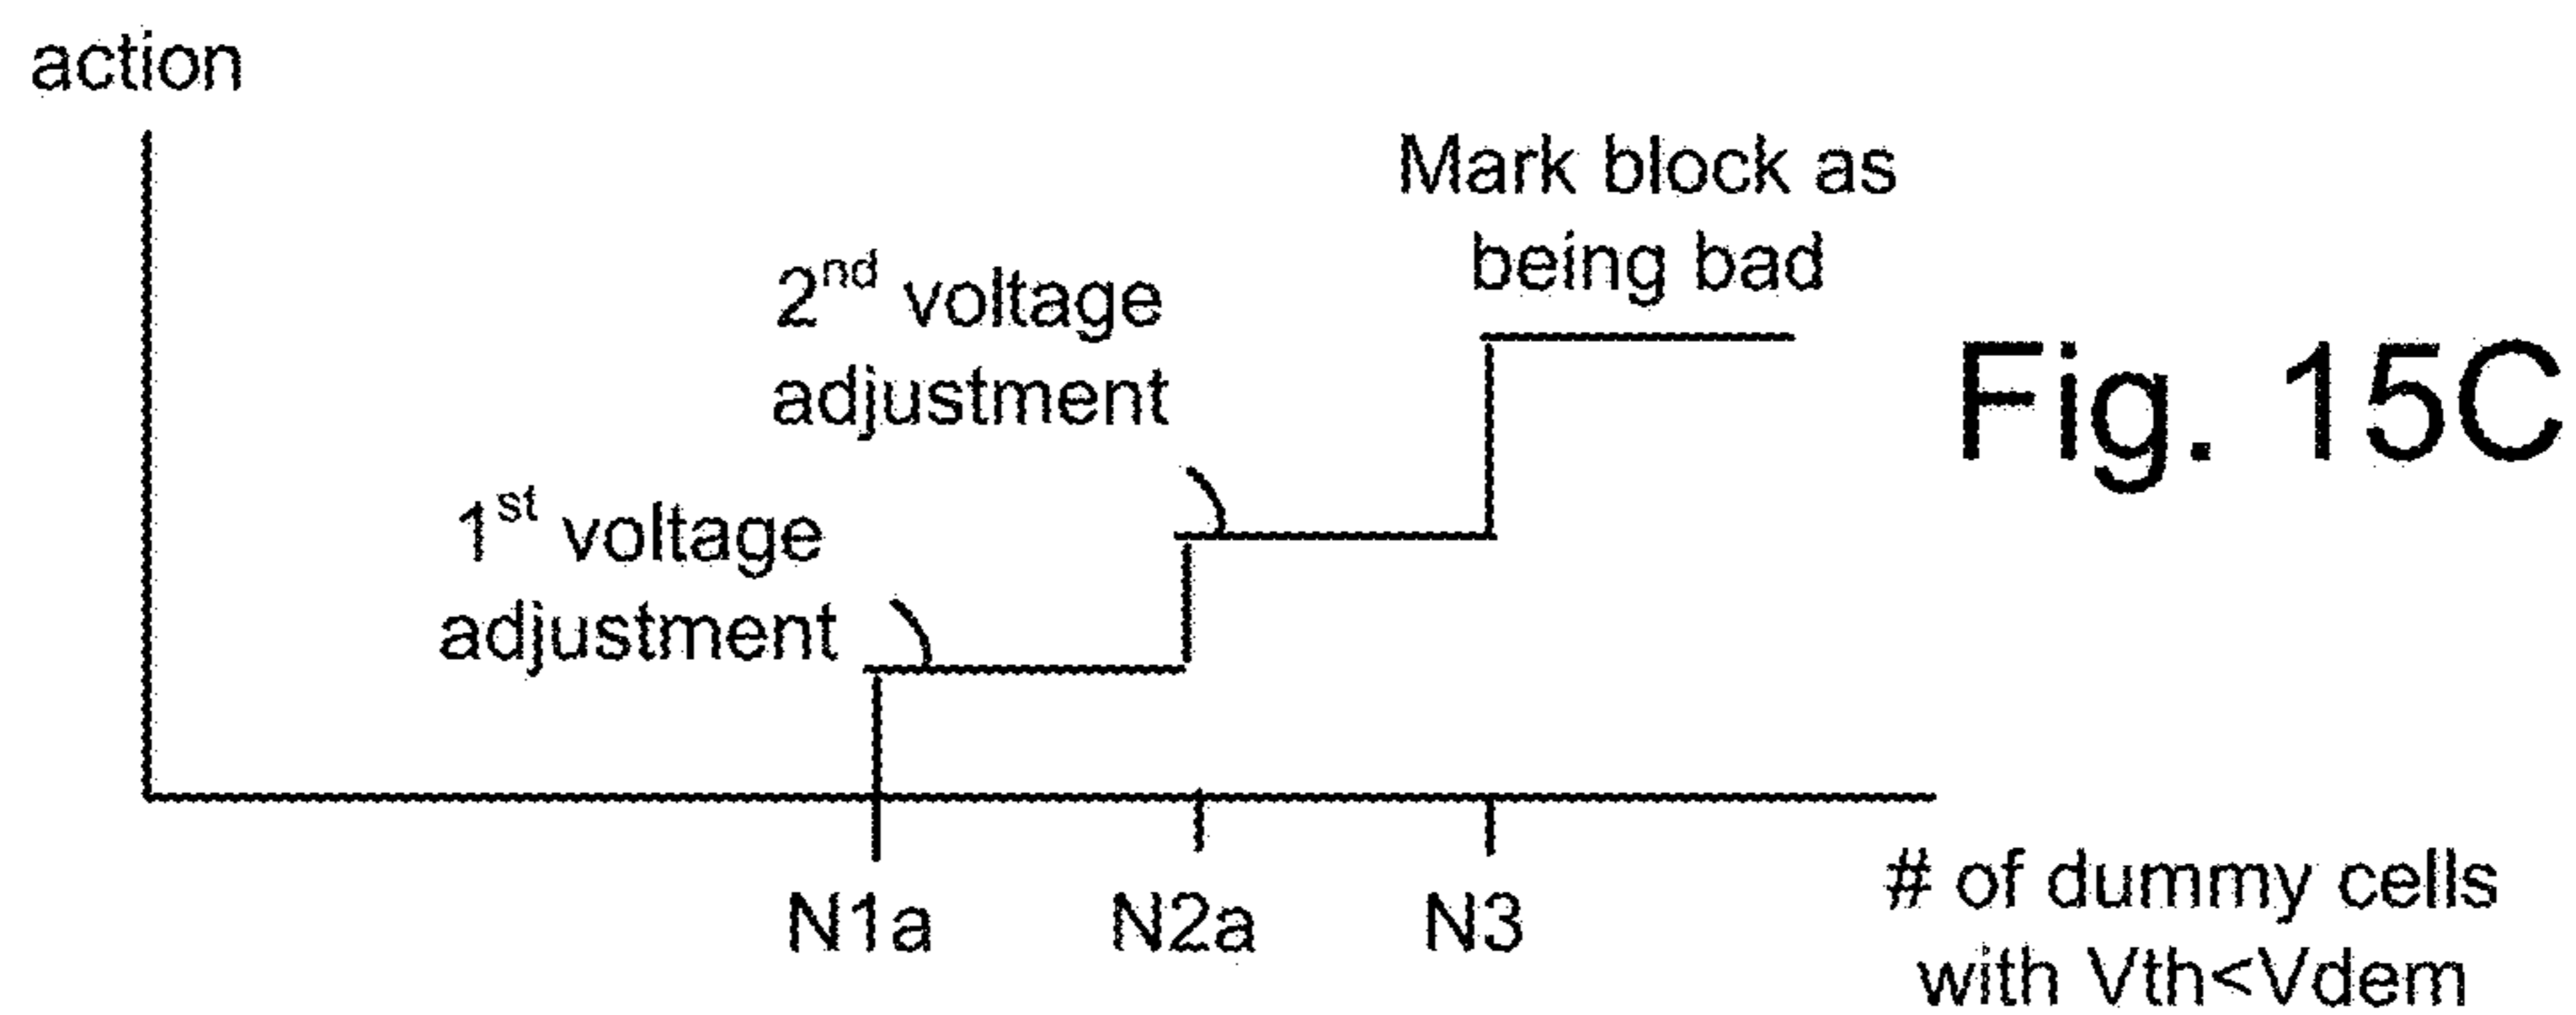 action
Mark block as
being bad
2nd voltage
adjustment
Fig. 15C
1st voltage
adjustment
N1a
N2a
N3
# of dummy cells
with Vth<Vdem